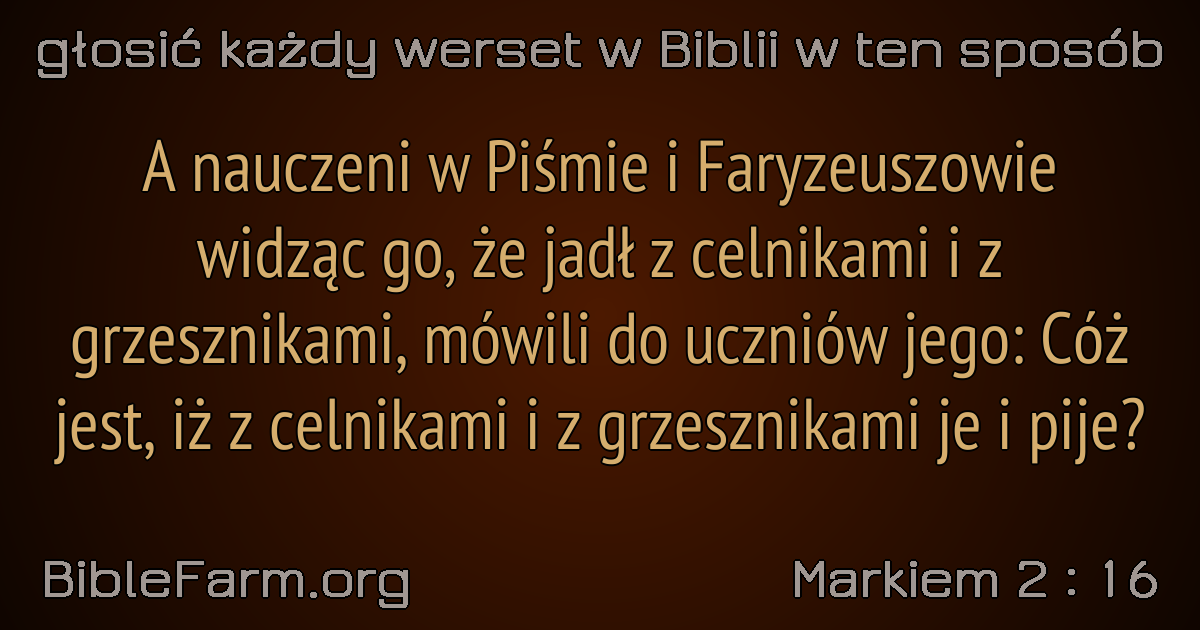 głosić każdy werset w Biblii w ten sposób
A nauczeni w Piśmie i Faryzeuszowie
widząc go, że jadł z celnikami i z
grzesznikami, mówili do uczniów jego: Cóż
jest, iż z celnikami i z grzesznikami je i pije?
BibleFarm.org
Markiem 2 : 16